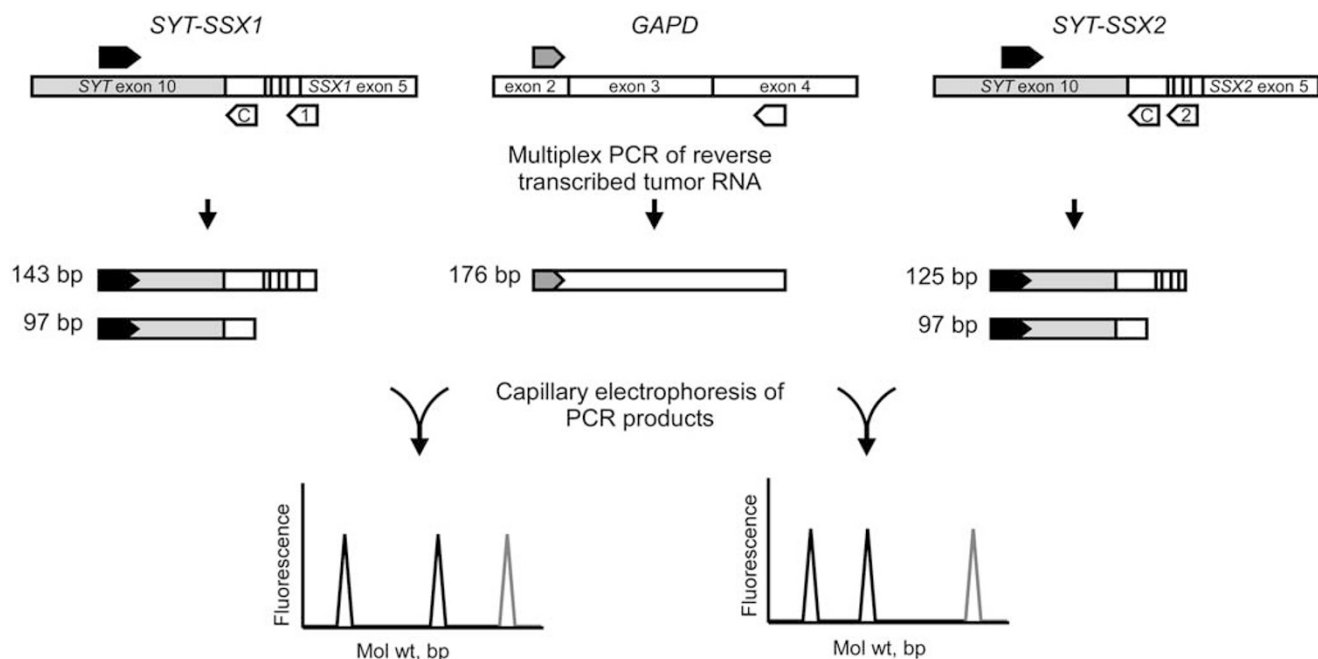 SYT-SSX1 GAPD SYT-SSX2
SYT exon 10 SSX1 exon 5 exon 2 exon 3 exon 4 SYT exon 10 SSX2 exon 5
C 1 C 2
Multiplex PCR of reverse
transcribed tumor RNA
143 bp 176 bp 125 bp
97 bp 97 bp
Capillary electrophoresis of
PCR products
Fluorescence Fluorescence
Mol wt, bp Mol wt, bp